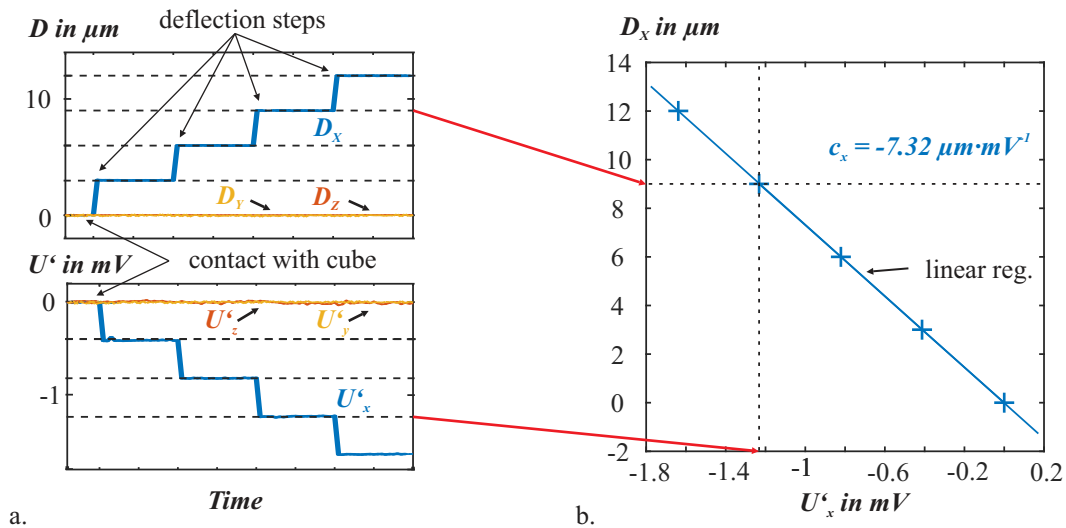 deflection steps
D in µm
10
0
D_X
D_Y
D_Z
U‘ in mV
contact with cube
0
-1
U‘_z
U‘_y
U‘_x
Time
a.
D_X in µm
14
12
10
8
6
4
2
0
-2
c_x = -7.32 µm·mV^-1
linear reg.
-1.8 -1.4 -1 -0.6 -0.2 0.2
U‘_x in mV
b.